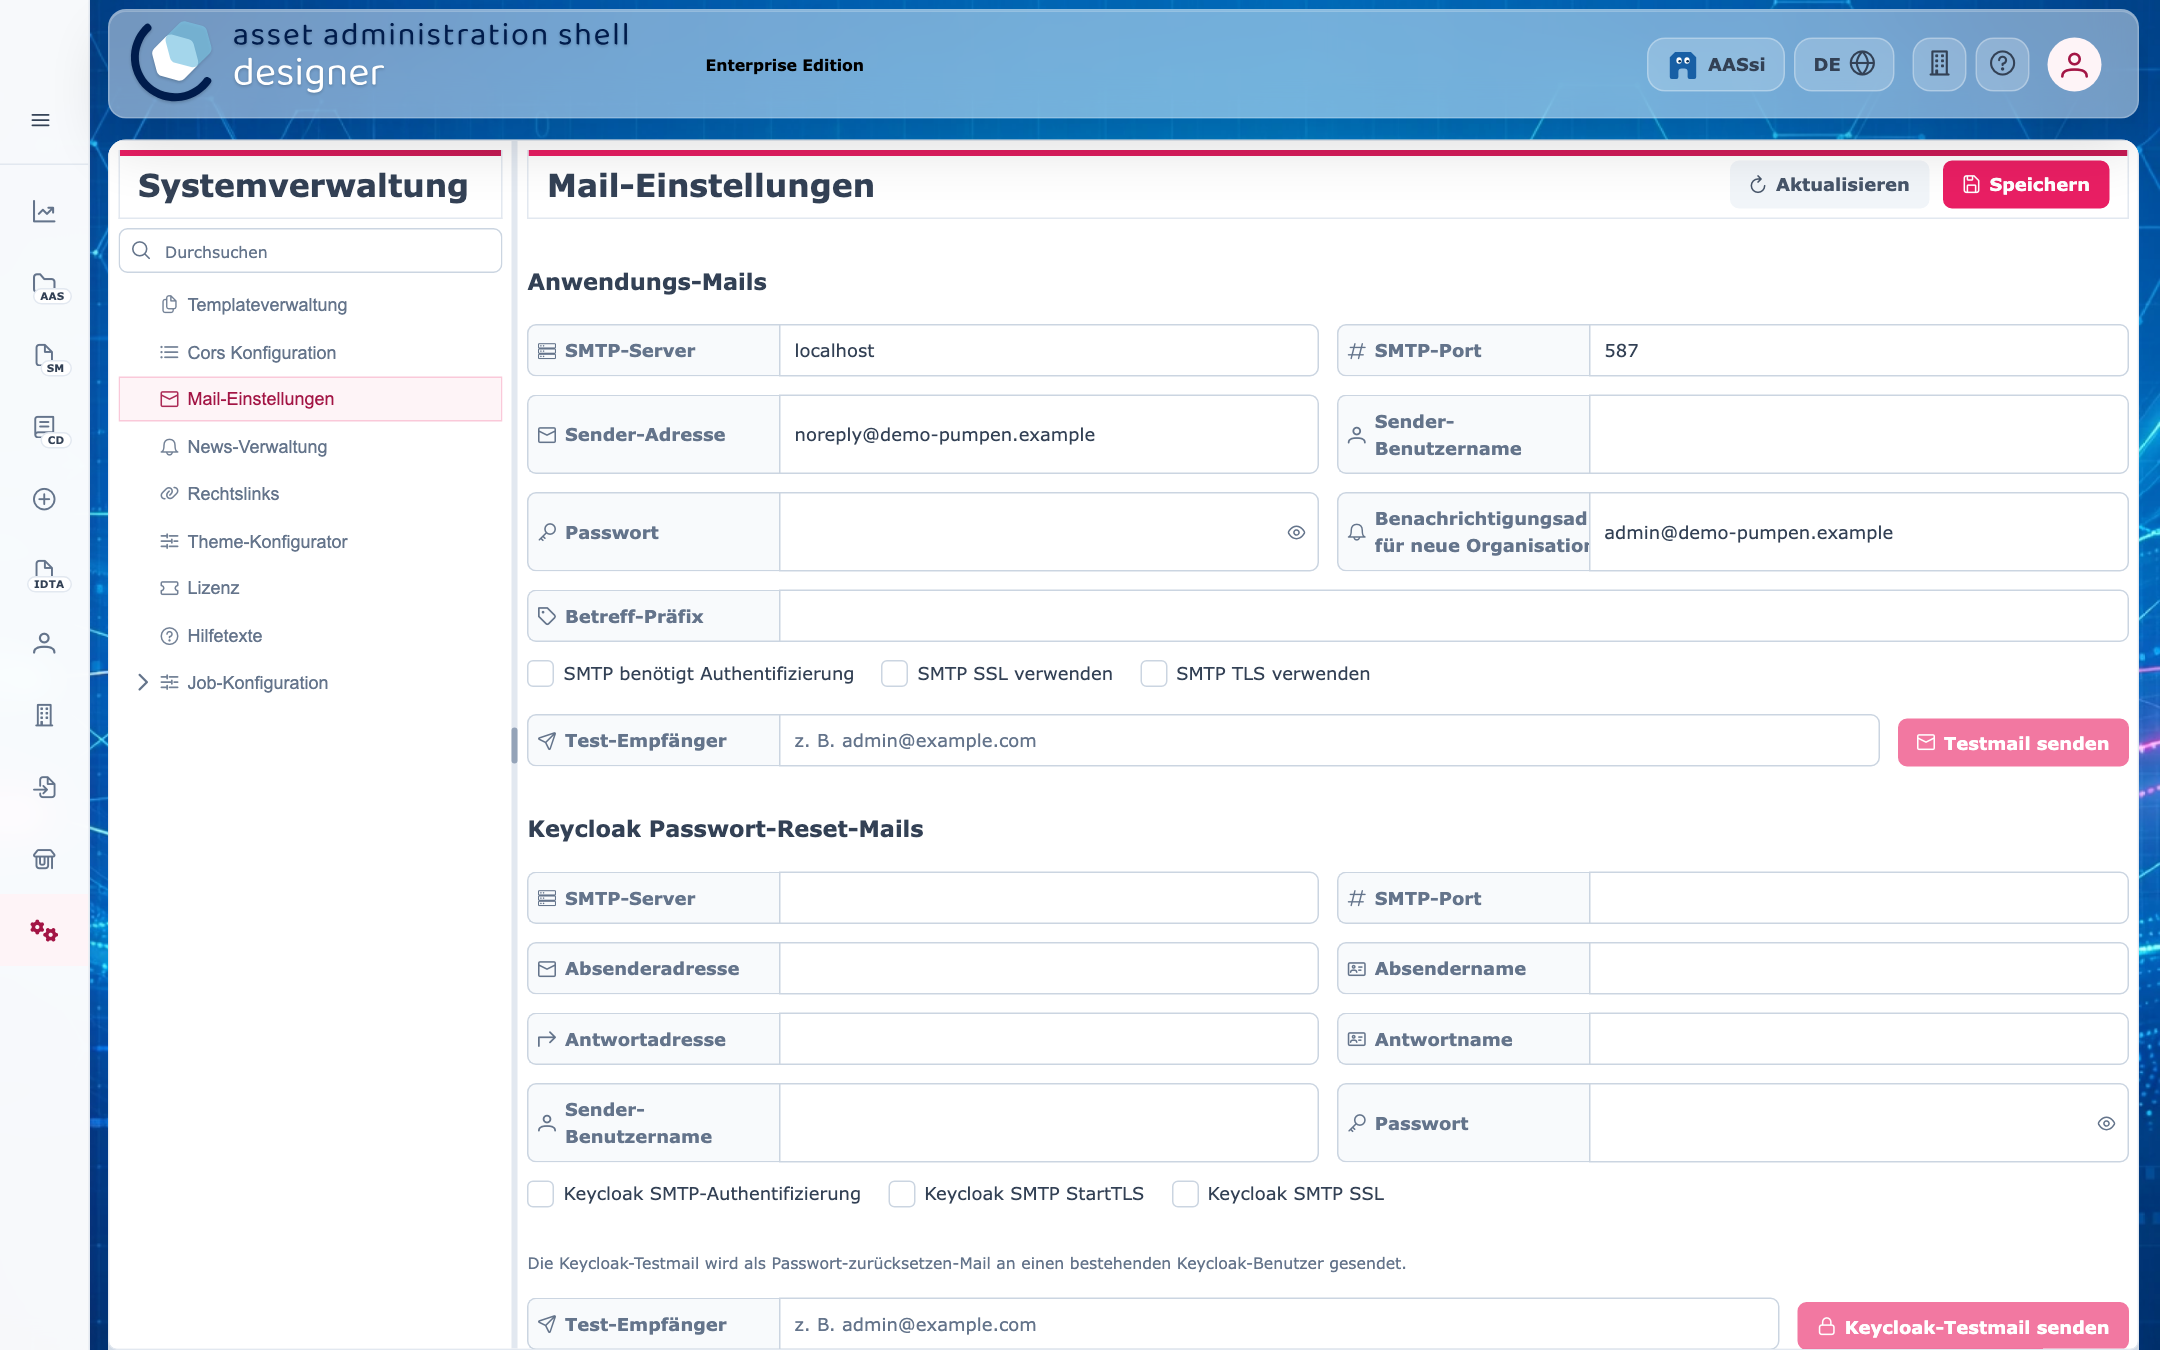 asset administration shell
designer
Enterprise Edition
AASsi
DE
AAS
SM
CD
IDTA
Systemverwaltung
Durchsuchen
Templateverwaltung
Cors Konfiguration
Mail-Einstellungen
News-Verwaltung
Rechtslinks
Theme-Konfigurator
Lizenz
Hilfetexte
Job-Konfiguration
Mail-Einstellungen
Aktualisieren
Speichern
Anwendungs-Mails
SMTP-Server
localhost
SMTP-Port
587
Sender-Adresse
noreply@demo-pumpen.example
Sender-
Benutzername
Passwort
Benachrichtigungsad
für neue Organisation
admin@demo-pumpen.example
Betreff-Präfix
SMTP benötigt Authentifizierung
SMTP SSL verwenden
SMTP TLS verwenden
Test-Empfänger
z. B. admin@example.com
Testmail senden
Keycloak Passwort-Reset-Mails
SMTP-Server
SMTP-Port
Absenderadresse
Absendername
Antwortadresse
Antwortname
Sender-
Benutzername
Passwort
Keycloak SMTP-Authentifizierung
Keycloak SMTP StartTLS
Keycloak SMTP SSL
Die Keycloak-Testmail wird als Passwort-zurücksetzen-Mail an einen bestehenden Keycloak-Benutzer gesendet.
Test-Empfänger
z. B. admin@example.com
Keycloak-Testmail senden